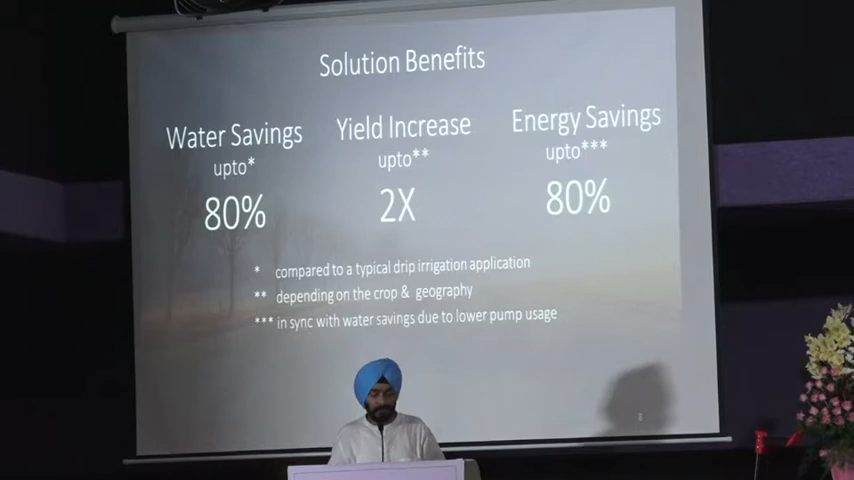 Solution Benefits
Water Savings
upto*
80%
Yield Increase
upto**
2X
Energy Savings
upto***
80%
* compared to a typical drip irrigation application
** depending on the crop & geography
*** in sync with water savings due to lower pump usage